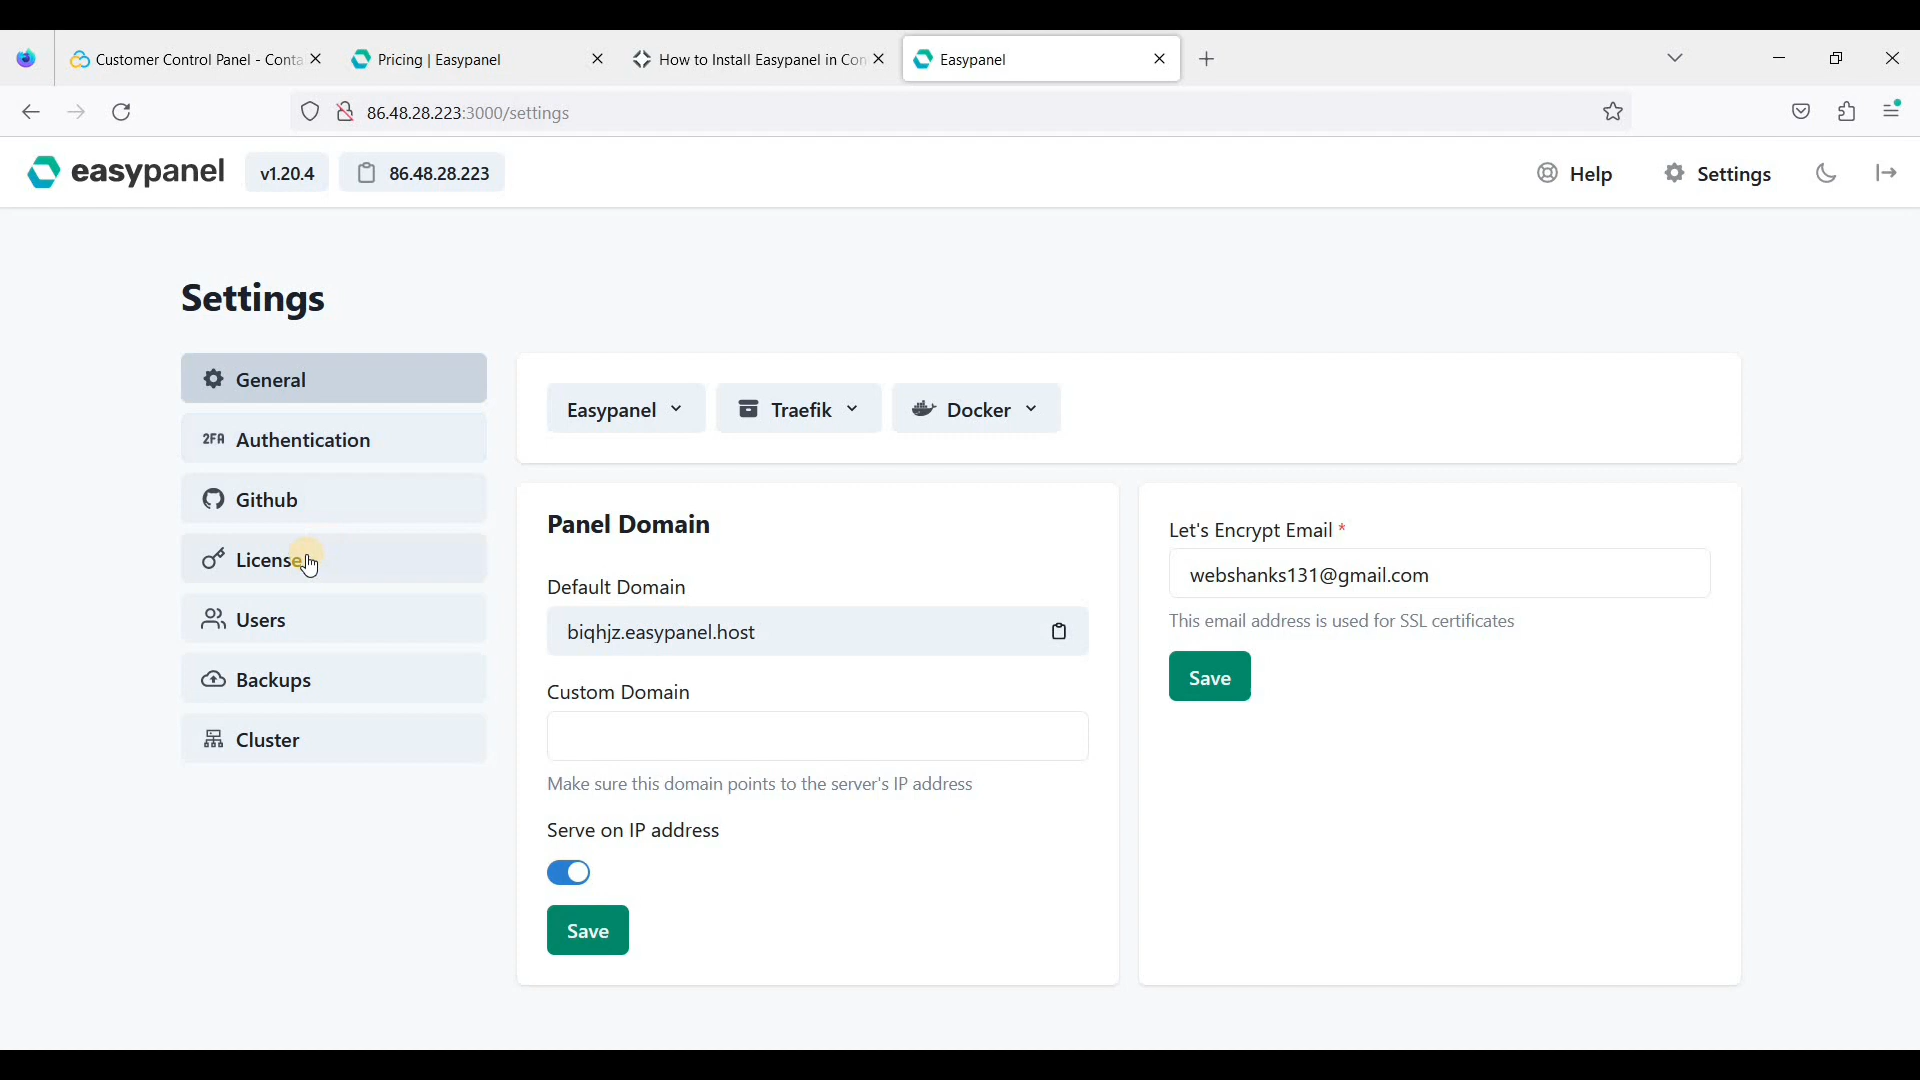 Customer Control Panel - Conta
Pricing | Easypanel
How to Install Easypanel in Con
Easypanel
86.48.28.223:3000/settings
easypanel
v1.20.4
86.48.28.223
Help
Settings
Settings
General
2FA Authentication
Github
License
Users
Backups
Cluster
Easypanel
Traefik
Docker
Panel Domain
Default Domain
biqhjz.easypanel.host
Custom Domain
Make sure this domain points to the server's IP address
Serve on IP address
Save
Let's Encrypt Email *
webshanks131@gmail.com
This email address is used for SSL certificates
Save